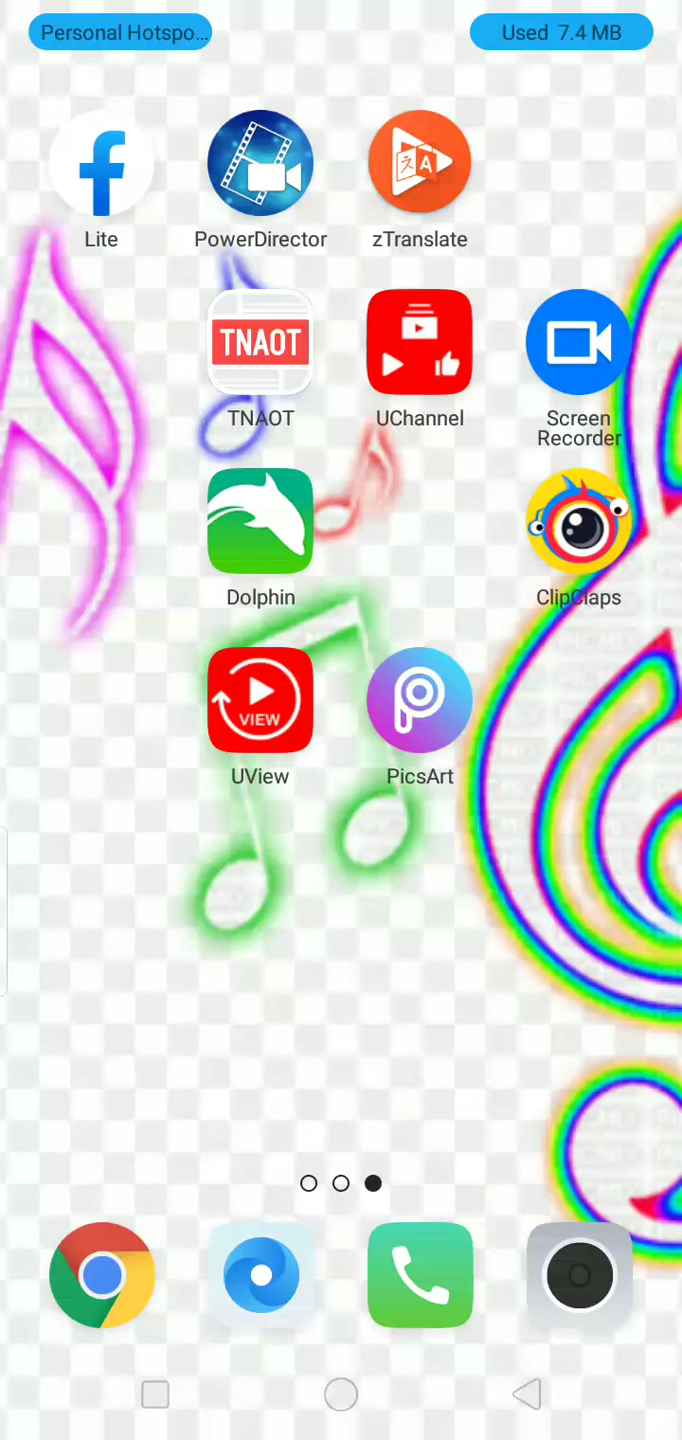 Personal Hotspo...
Used 7.4 MB
Lite
PowerDirector
zTranslate
TNAOT
TNAOT
UChannel
Screen
Recorder
Dolphin
ClipClaps
VIEW
UView
PicsArt